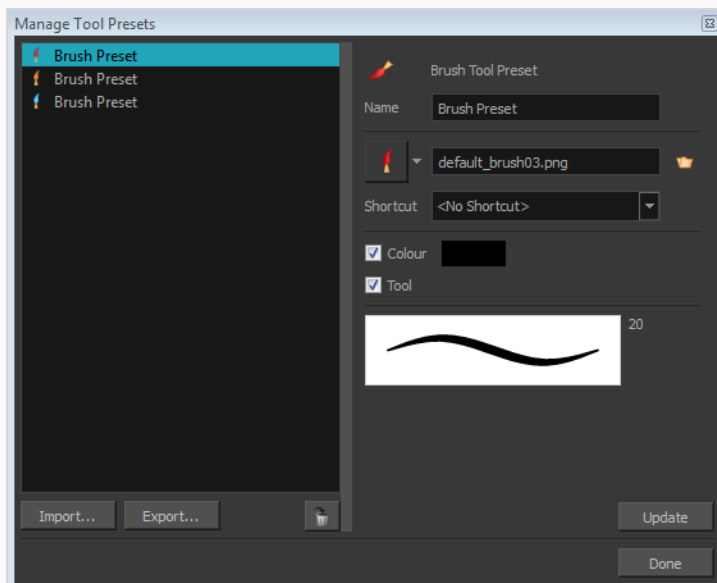 Manage Tool Presets
Brush Preset
Brush Preset
Brush Preset
Import...
Export...
Brush Tool Preset
Name
Brush Preset
default_brush03.png
Shortcut
<No Shortcut>
Colour
Tool
20
Update
Done